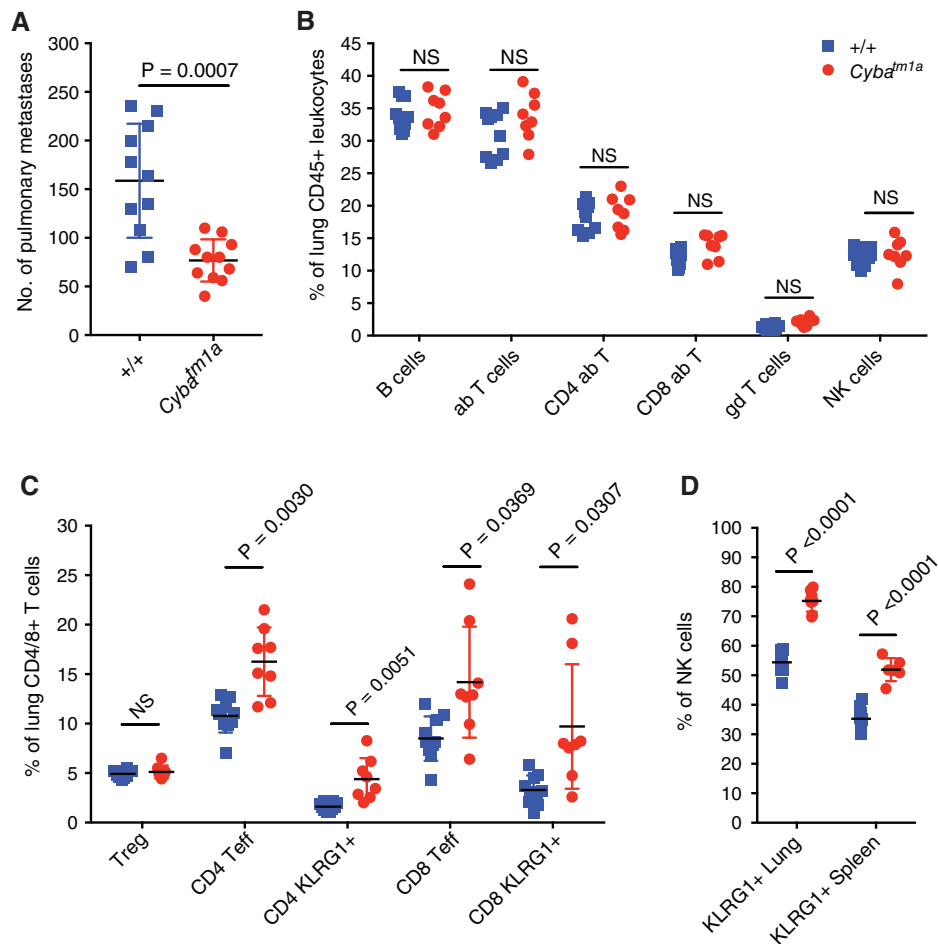 A
No. of pulmonary metastases
300
250
200
150
100
50
0
P = 0.0007
+/+
Cybatm1a
B
% of lung CD45+ leukocytes
45
40
35
30
25
20
15
10
5
0
NS
NS
NS
NS
NS
NS
+/+
Cybatm1a
B cells
ab T cells
CD4 ab T
CD8 ab T
gd T cells
NK cells
C
% of lung CD4/8+ T cells
30
25
20
15
10
5
0
NS
P = 0.0030
P = 0.0051
P = 0.0369
P = 0.0307
Treg
CD4 Teff
CD4 KLRG1+
CD8 Teff
CD8 KLRG1+
D
% of NK cells
100
90
80
70
60
50
40
30
20
10
0
P <0.0001
P <0.0001
KLRG1+ Lung
KLRG1+ Spleen